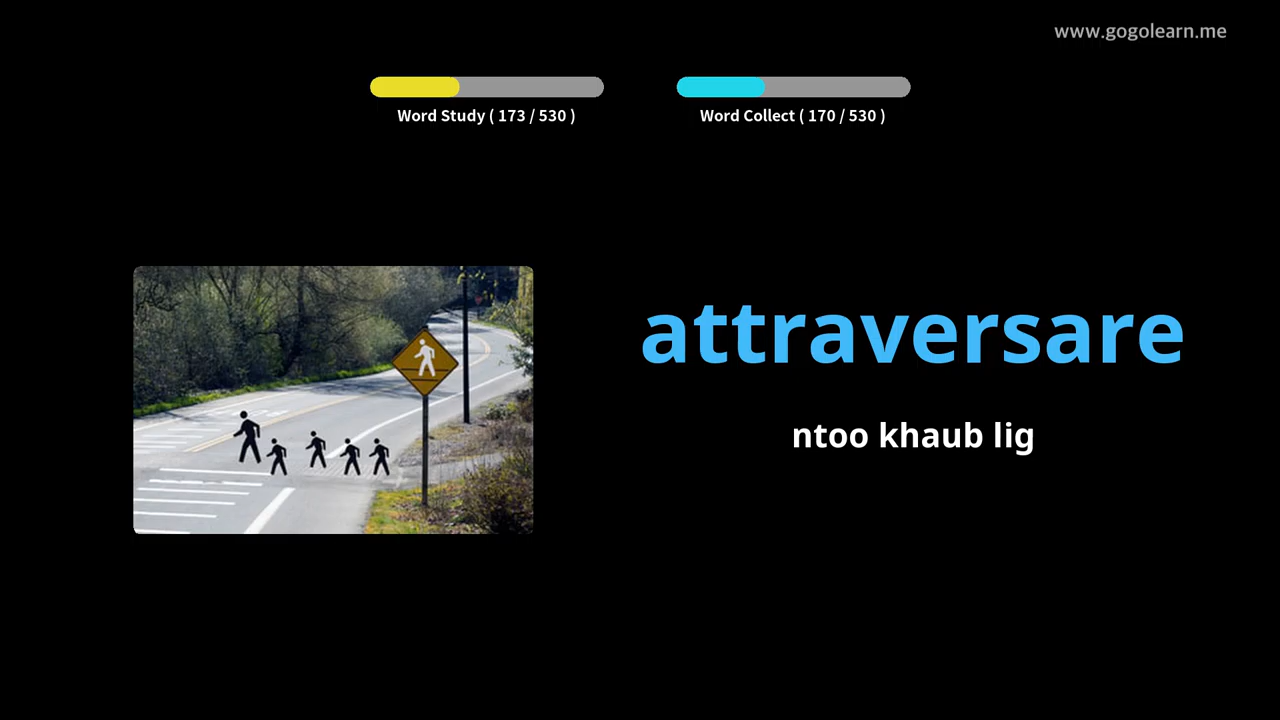 www.gogolearn.me
Word Study ( 173 / 530 )
Word Collect ( 170 / 530 )
attraversare
ntoo khaub lig